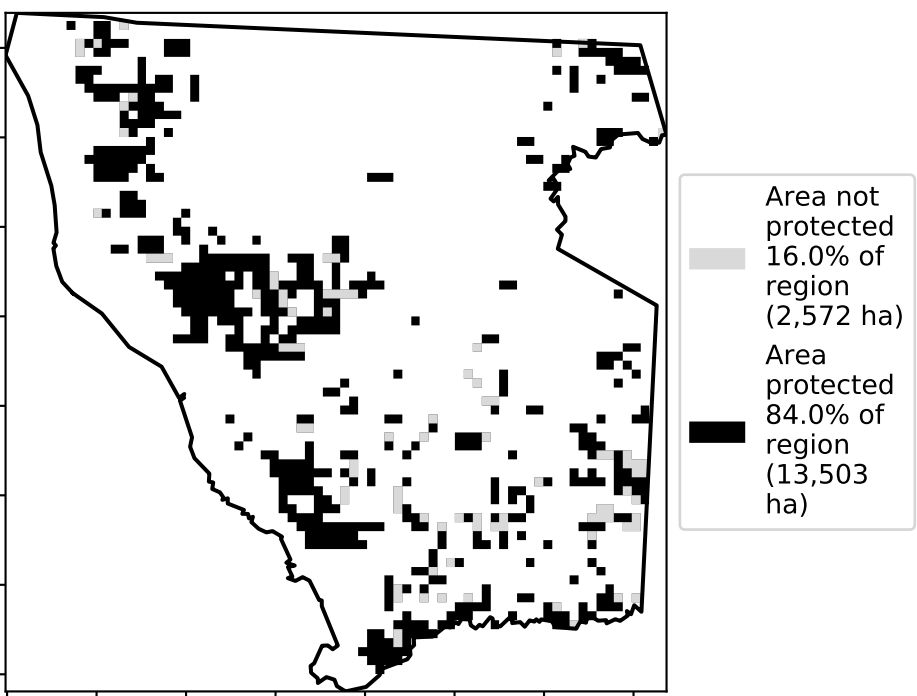 Area not
protected
16.0% of
region
(2,572 ha)
Area
protected
84.0% of
region
(13,503
ha)